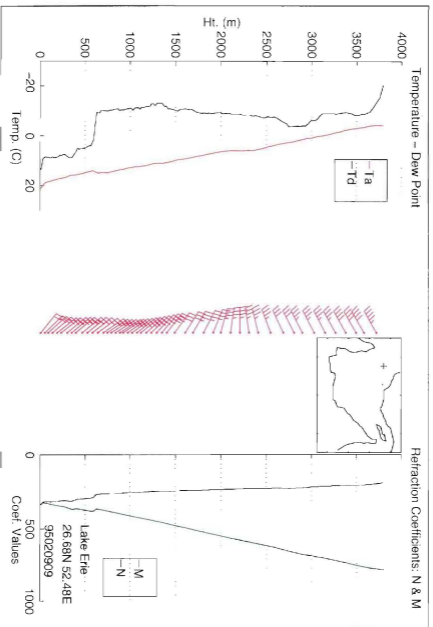 Temperature – Dew Point
4000
3500
3000
2500
2000
1500
1000
500
0
Ht. (m)
–20
0
20
Temp. (C)
–Ta
–Td
Refraction Coefficients: N & M
–M
–N
Lake Erie
26.68N 52.48E
95020909
0
500
1000
Coef. Values